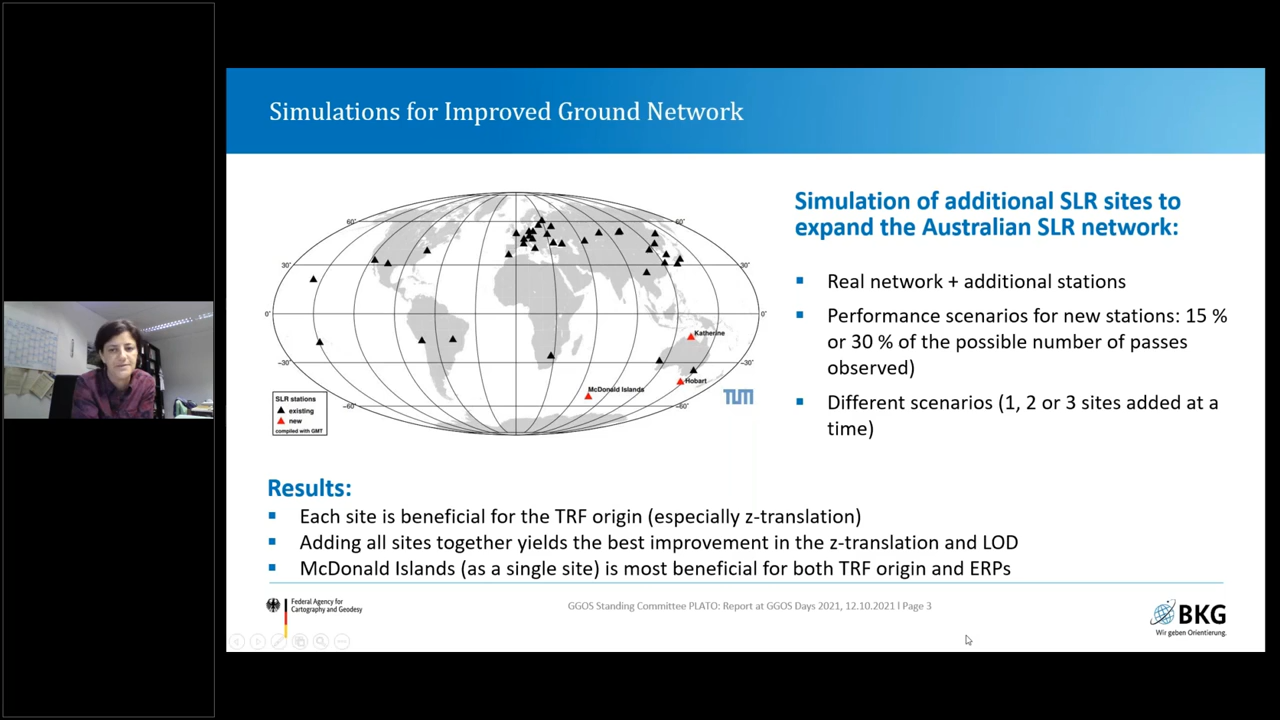 Simulations for Improved Ground Network
60°
60°
30°
30°
0°
0°
−30°
−30°
−60°
−60°
Katherine
Hobart
McDonald Islands
SLR stations
existing
new
compiled with GMT
TUM
Simulation of additional SLR sites to
expand the Australian SLR network:
Real network + additional stations
Performance scenarios for new stations: 15 %
or 30 % of the possible number of passes
observed)
Different scenarios (1, 2 or 3 sites added at a
time)
Results:
Each site is beneficial for the TRF origin (especially z-translation)
Adding all sites together yields the best improvement in the z-translation and LOD
McDonald Islands (as a single site) is most beneficial for both TRF origin and ERPs
Federal Agency for
Cartography and Geodesy
GGOS Standing Committee PLATO: Report at GGOS Days 2021, 12.10.2021 I Page 3
BKG
Wir geben Orientierung.